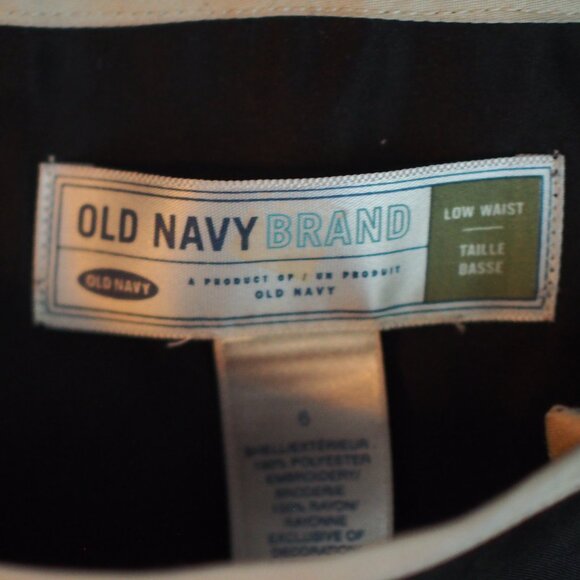 OLD NAVY BRAND
LOW WAIST
TAILLE
BASSE
OLD NAVY
A PRODUCT OF / UN PRODUIT
OLD NAVY
6
SHELL/EXTÉRIEUR
100% POLYESTER
EMBROIDERY/
BRODERIE
100% RAYON/
RAYONNE
EXCLUSIVE OF
DECORATION/